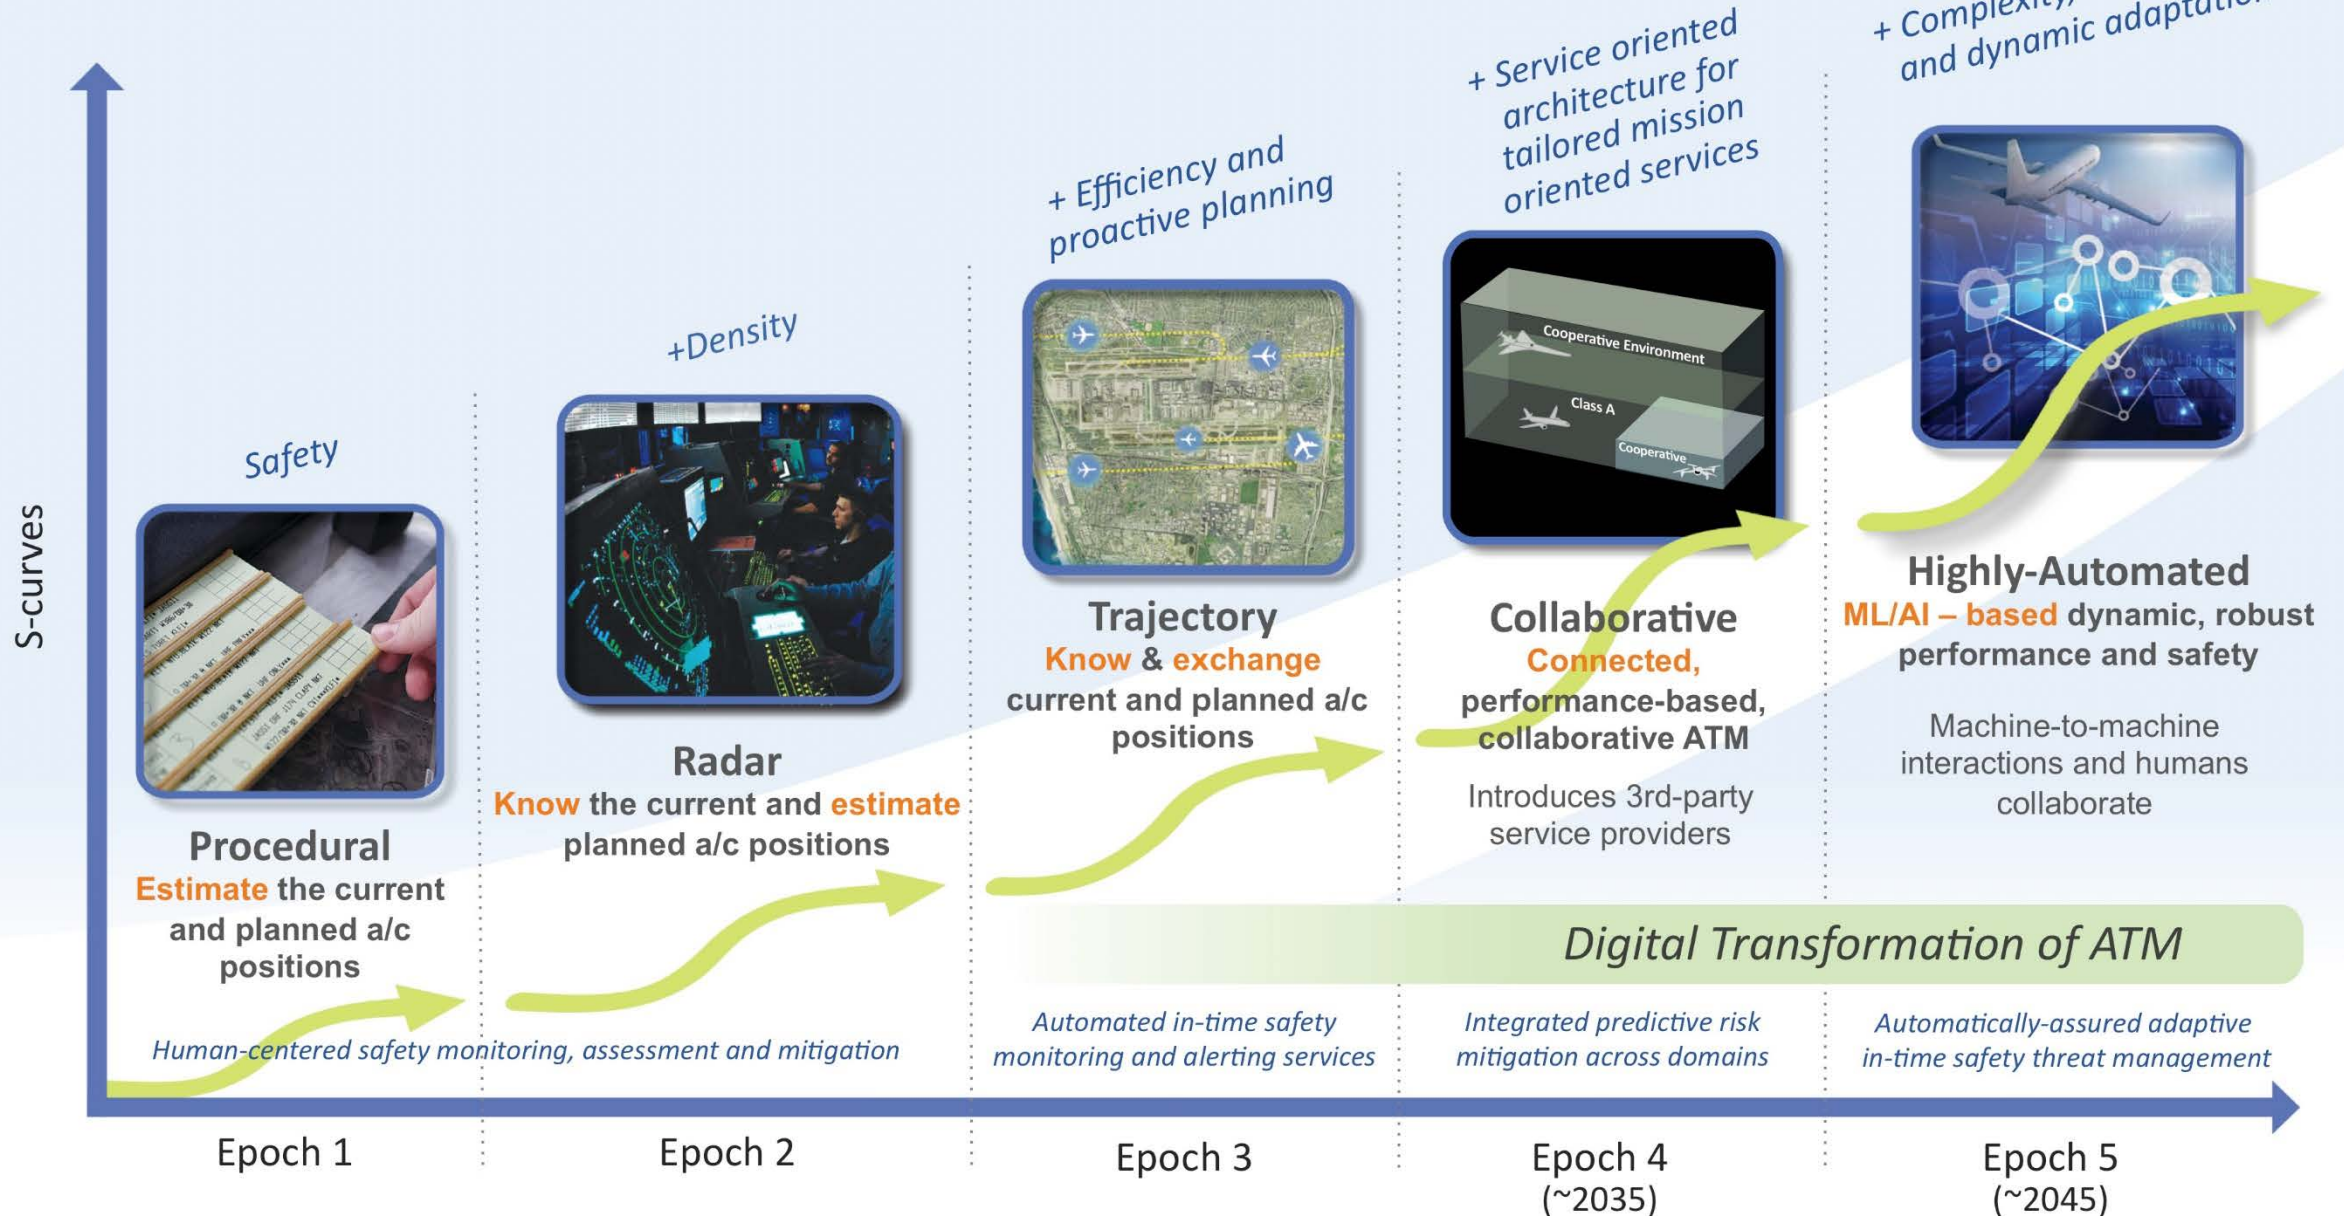 + Complexity,
and dynamic
+ Service oriented
architecture for
tailored mission
oriented services
+ Efficiency and
proactive planning
+Density
Safety
S-curves
Cooperative Environment
Class A
Cooperative
Procedural
Estimate the current
and planned a/c
positions
Radar
Know the current and estimate
planned a/c positions
Trajectory
Know & exchange
current and planned a/c
positions
Collaborative
Connected,
performance-based,
collaborative ATM
Introduces 3rd-party
service providers
Highly-Automated
ML/AI – based dynamic, robust
performance and safety
Machine-to-machine
interactions and humans
collaborate
Digital Transformation of ATM
Human-centered safety monitoring, assessment and mitigation
Automated in-time safety
monitoring and alerting services
Integrated predictive risk
mitigation across domains
Automatically-assured adaptive
in-time safety threat management
Epoch 1
Epoch 2
Epoch 3
Epoch 4
(~2035)
Epoch 5
(~2045)